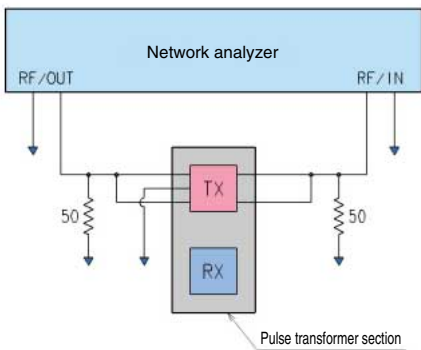 Network analyzer
RF/OUT
RF/IN
TX
50
50
RX
Pulse transformer section